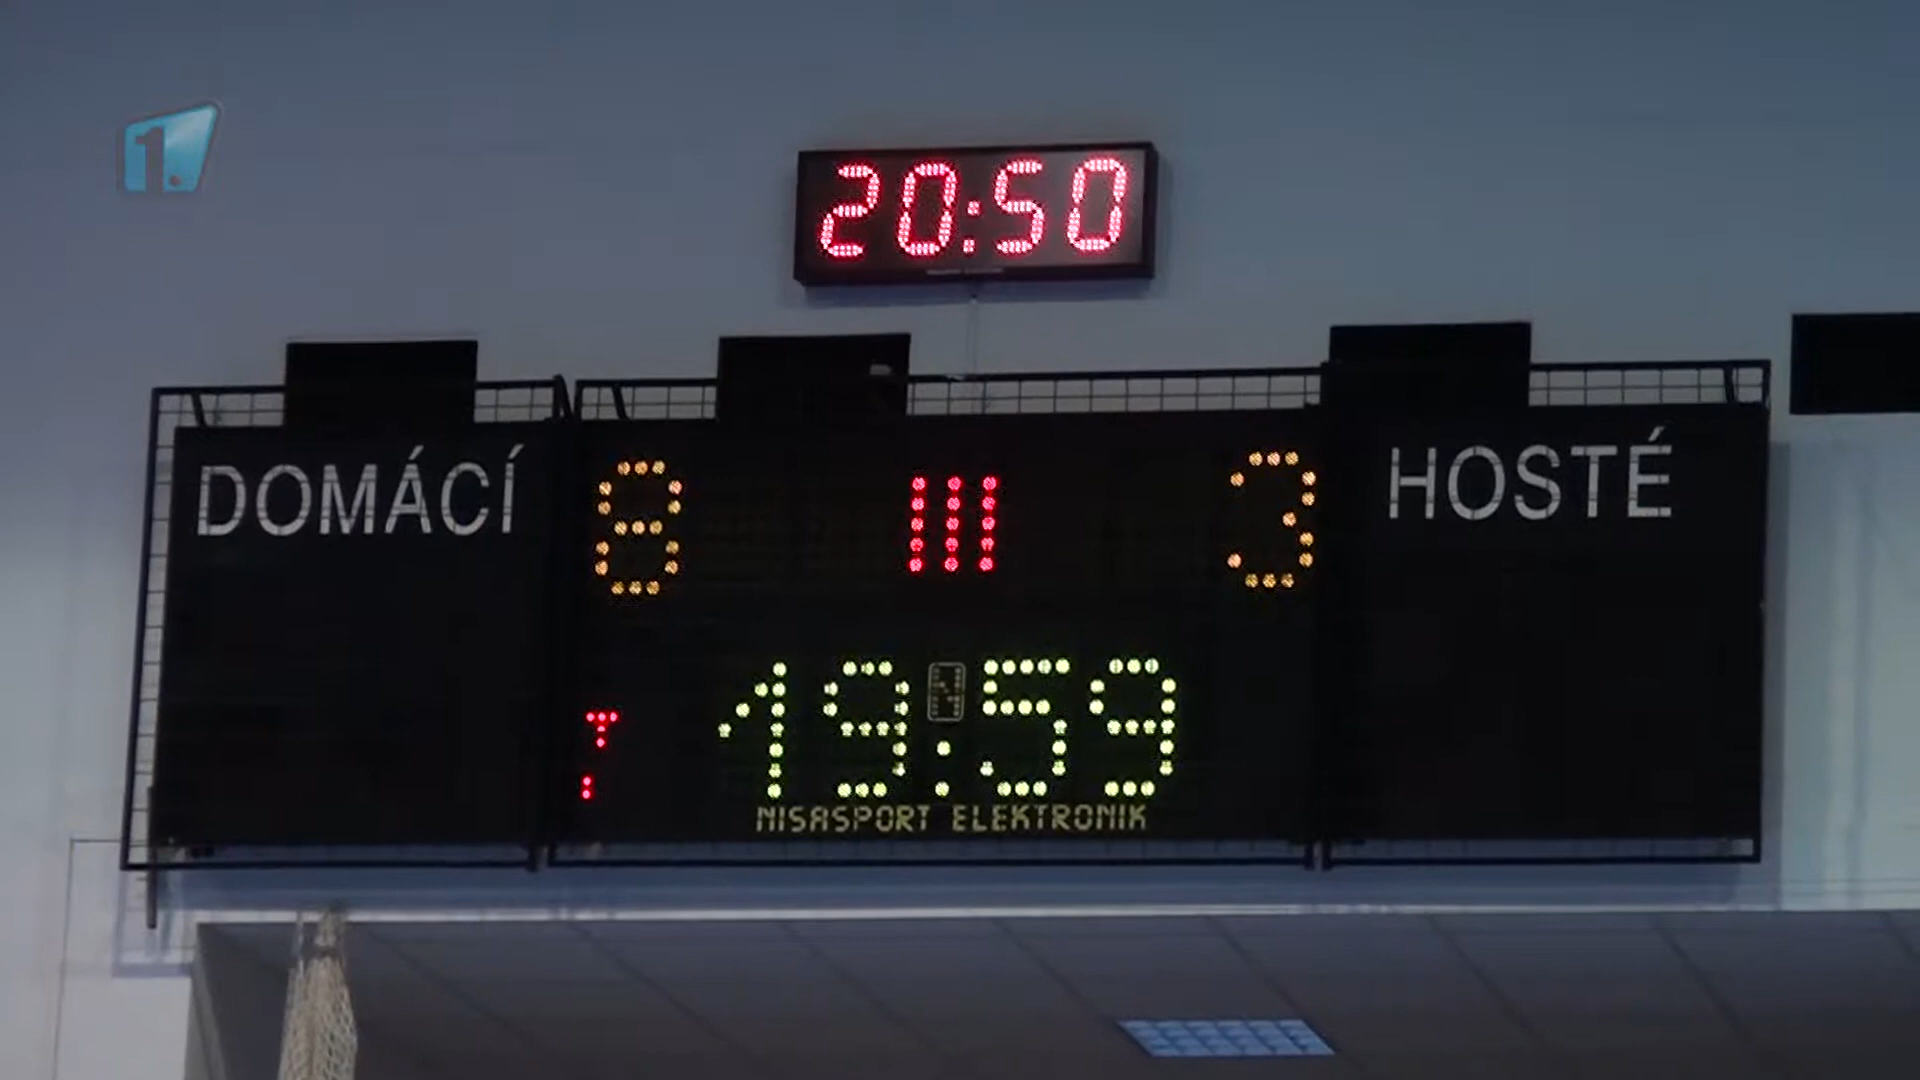 1.
20:50
DOMÁCÍ 8 III 3 HOSTÉ
T
19:59
NISASPORT ELEKTRONIK